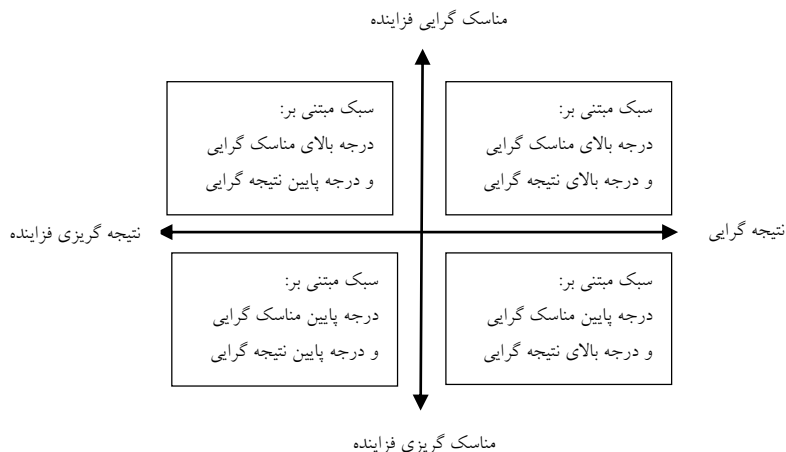 مناسک گرایی فزاینده
سبک مبتنی بر:
درجه بالای مناسک گرایی
و درجه بالای نتیجه گرایی
سبک مبتنی بر:
درجه بالای مناسک گرایی
و درجه پایین نتیجه گرایی
نتیجه گرایی
نتیجه گریزی فزاینده
سبک مبتنی بر:
درجه پایین مناسک گرایی
و درجه بالای نتیجه گرایی
سبک مبتنی بر:
درجه پایین مناسک گرایی
و درجه پایین نتیجه گرایی
مناسک گریزی فزاینده